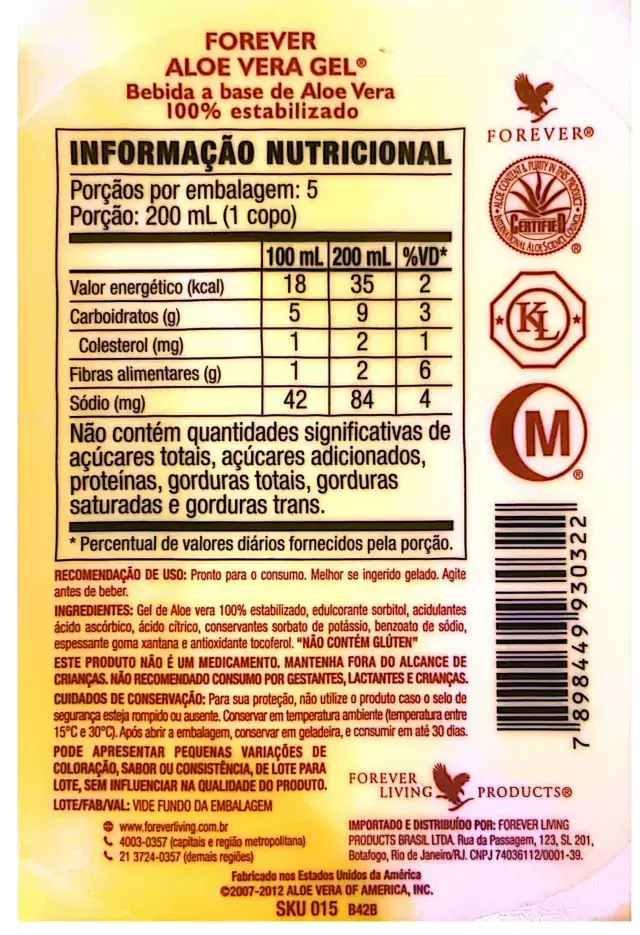 FOREVER
ALOE VERA GEL®
Bebida a base de Aloe Vera
100% estabilizado
FOREVER®
ALOE CONTENT & PURITY IN THIS PRODUCT
CERTIFIED
INTERNATIONAL ALOE SCIENCE COUNCIL
®
INFORMAÇÃO NUTRICIONAL
Porçãos por embalagem: 5
Porção: 200 mL (1 copo)
100 mL 200 mL %VD*
Valor energético (kcal) 18 35 2
Carboidratos (g) 5 9 3
Colesterol (mg) 1 2 1
Fibras alimentares (g) 1 2 6
Sódio (mg) 42 84 4
Não contém quantidades significativas de
açúcares totais, açúcares adicionados,
proteínas, gorduras totais, gorduras
saturadas e gorduras trans.
* Percentual de valores diários fornecidos pela porção.
KL
M
®
7 898449 930322
RECOMENDAÇÃO DE USO: Pronto para o consumo. Melhor se ingerido gelado. Agite
antes de beber.
INGREDIENTES: Gel de Aloe vera 100% estabilizado, edulcorante sorbitol, acidulantes
ácido ascórbico, ácido cítrico, conservantes sorbato de potássio, benzoato de sódio,
espessante goma xantana e antioxidante tocoferol. "NÃO CONTÉM GLÚTEN"
ESTE PRODUTO NÃO É UM MEDICAMENTO. MANTENHA FORA DO ALCANCE DE
CRIANÇAS. NÃO RECOMENDADO CONSUMO POR GESTANTES, LACTANTES E CRIANÇAS.
CUIDADOS DE CONSERVAÇÃO: Para sua proteção, não utilize o produto caso o selo de
segurança esteja rompido ou ausente. Conservar em temperatura ambiente (temperatura entre
15°C e 30°C). Após abrir a embalagem, conservar em geladeira, e consumir em até 30 dias.
PODE APRESENTAR PEQUENAS VARIAÇÕES DE
COLORAÇÃO, SABOR OU CONSISTÊNCIA, DE LOTE PARA
LOTE, SEM INFLUENCIAR NA QUALIDADE DO PRODUTO.
LOTE/FAB/VAL: VIDE FUNDO DA EMBALAGEM
FOREVER
LIVING PRODUCTS®
www.foreverliving.com.br
4003-0357 (capitais e região metropolitana)
21 3724-0357 (demais regiões)
IMPORTADO E DISTRIBUÍDO POR: FOREVER LIVING
PRODUCTS BRASIL LTDA. Rua da Passagem, 123, SL 201,
Botafogo, Rio de Janeiro/RJ. CNPJ 74036112/0001-39.
Fabricado nos Estados Unidos da América
©2007-2012 ALOE VERA OF AMERICA, INC.
SKU 015 B42B